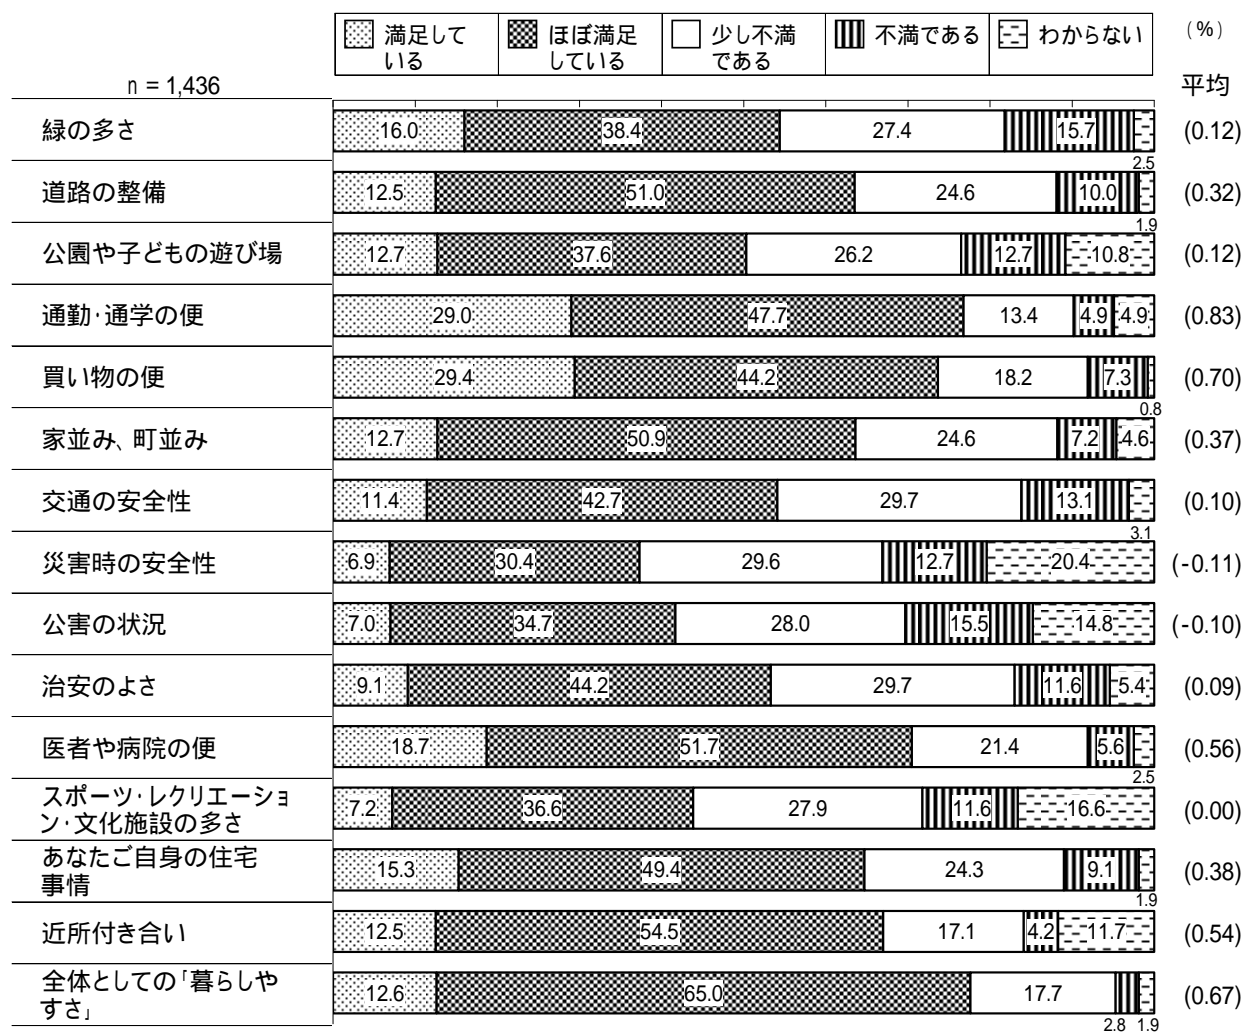 満足して
いる
ほぼ満足
している
少し不満
である
不満である
わからない
(%)
n = 1,436
平均
緑の多さ 16.0 38.4 27.4 15.7 2.5 (0.12)
道路の整備 12.5 51.0 24.6 10.0 1.9 (0.32)
公園や子どもの遊び場 12.7 37.6 26.2 12.7 10.8 (0.12)
通勤・通学の便 29.0 47.7 13.4 4.9 4.9 (0.83)
買い物の便 29.4 44.2 18.2 7.3 0.8 (0.70)
家並み、町並み 12.7 50.9 24.6 7.2 4.6 (0.37)
交通の安全性 11.4 42.7 29.7 13.1 3.1 (0.10)
災害時の安全性 6.9 30.4 29.6 12.7 20.4 (-0.11)
公害の状況 7.0 34.7 28.0 15.5 14.8 (-0.10)
治安のよさ 9.1 44.2 29.7 11.6 5.4 (0.09)
医者や病院の便 18.7 51.7 21.4 5.6 2.5 (0.56)
スポーツ・レクリエーショ
ン・文化施設の多さ 7.2 36.6 27.9 11.6 16.6 (0.00)
あなたご自身の住宅
事情 15.3 49.4 24.3 9.1 1.9 (0.38)
近所付き合い 12.5 54.5 17.1 4.2 11.7 (0.54)
全体としての「暮らしや
すさ」 12.6 65.0 17.7 2.8 1.9 (0.67)